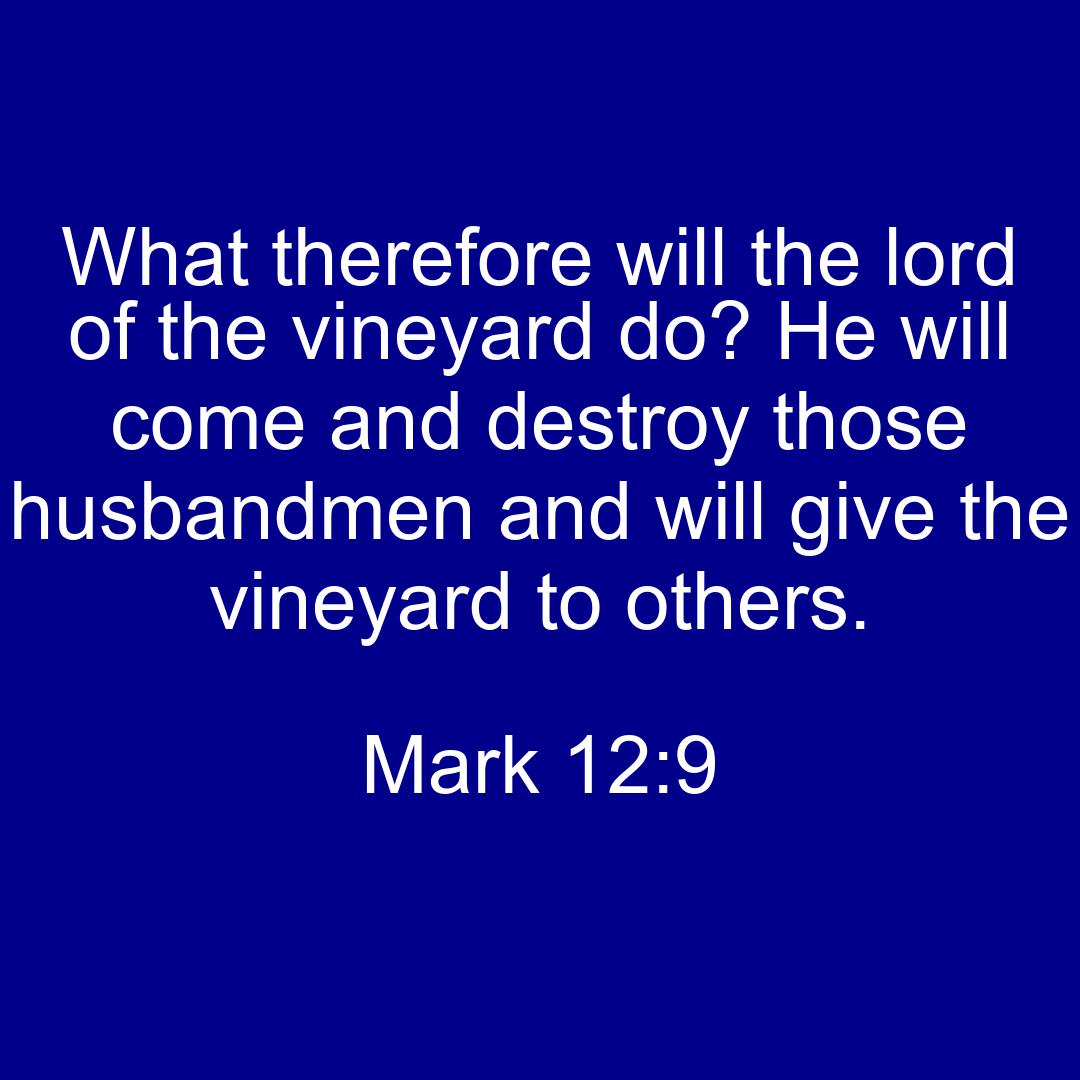 What therefore will the lord
of the vineyard do? He will
come and destroy those
husbandmen and will give the
vineyard to others.
Mark 12:9